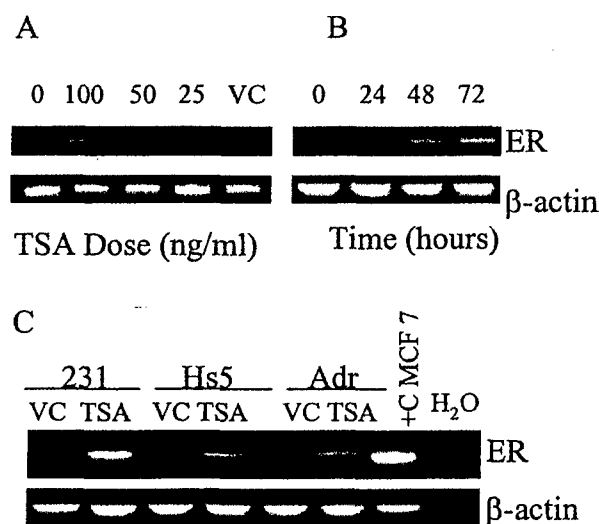 A
B
0 100 50 25 VC
0 24 48 72
ER
β-actin
TSA Dose (ng/ml)
Time (hours)
C
231 Hs5 Adr +C MCF 7 H₂O
VC TSA VC TSA VC TSA
ER
β-actin